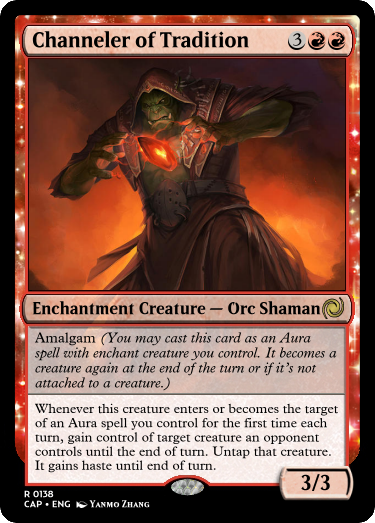 Channeler of Tradition 3
Enchantment Creature — Orc Shaman
Amalgam (You may cast this card as an Aura
spell with enchant creature you control. It becomes a
creature again at the end of the turn or if it's not
attached to a creature.)
Whenever this creature enters or becomes the target
of an Aura spell you control for the first time each
turn, gain control of target creature an opponent
controls until the end of turn. Untap that creature.
It gains haste until end of turn.
3/3
R 0138
CAP • ENG Yanmo Zhang